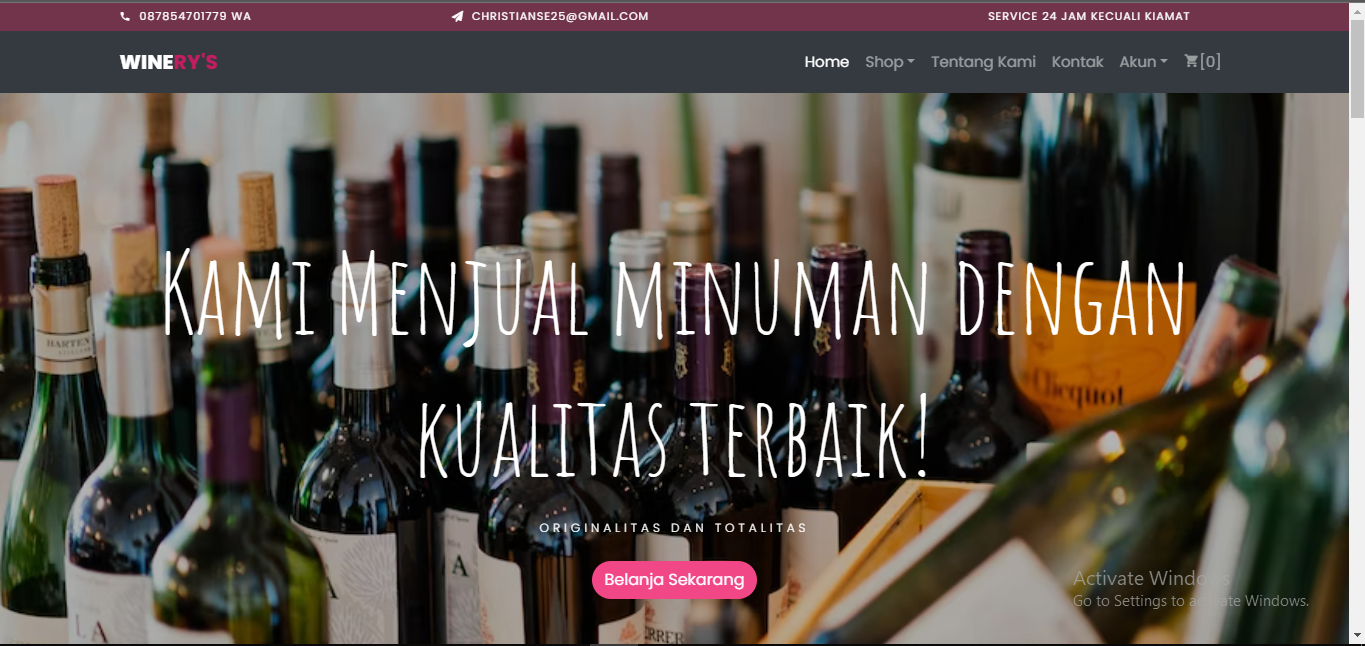 087854701779 WA
CHRISTIANSE25@GMAIL.COM
SERVICE 24 JAM KECUALI KIAMAT
WINERY'S
Home
Shop
Tentang Kami
Kontak
Akun
[0]
Kami Menjual minuman dengan
kualitas terbaik!
HARTEN
Clicquot
ORIGINALITAS DAN TOTALITAS
Belanja Sekarang
Activate Windows
Go to Settings to activate Windows.
A
A
LA